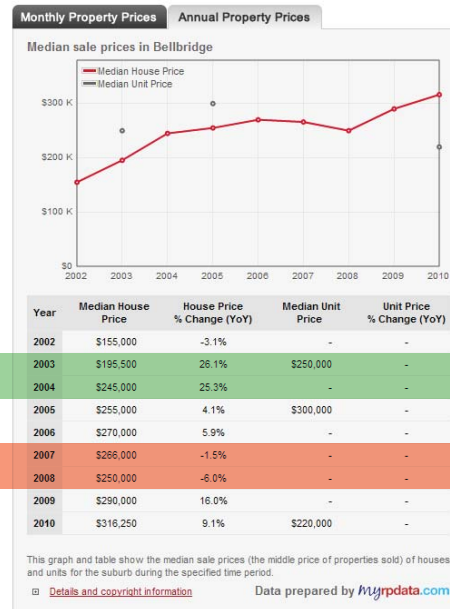 Monthly Property Prices Annual Property Prices
Median sale prices in Bellbridge
Median House Price
Median Unit Price
$300 K
$200 K
$100 K
$0
2002 2003 2004 2005 2006 2007 2008 2009 2010
Year Median House Price House Price % Change (YoY) Median Unit Price Unit Price % Change (YoY)
2002 $155,000 -3.1% - -
2003 $195,500 26.1% $250,000 -
2004 $245,000 25.3% - -
2005 $255,000 4.1% $300,000 -
2006 $270,000 5.9% - -
2007 $266,000 -1.5% - -
2008 $250,000 -6.0% - -
2009 $290,000 16.0% - -
2010 $316,250 9.1% $220,000 -
This graph and table show the median sale prices (the middle price of properties sold) of houses
and units for the suburb during the specified time period.
Details and copyright information Data prepared by myrpdata.com